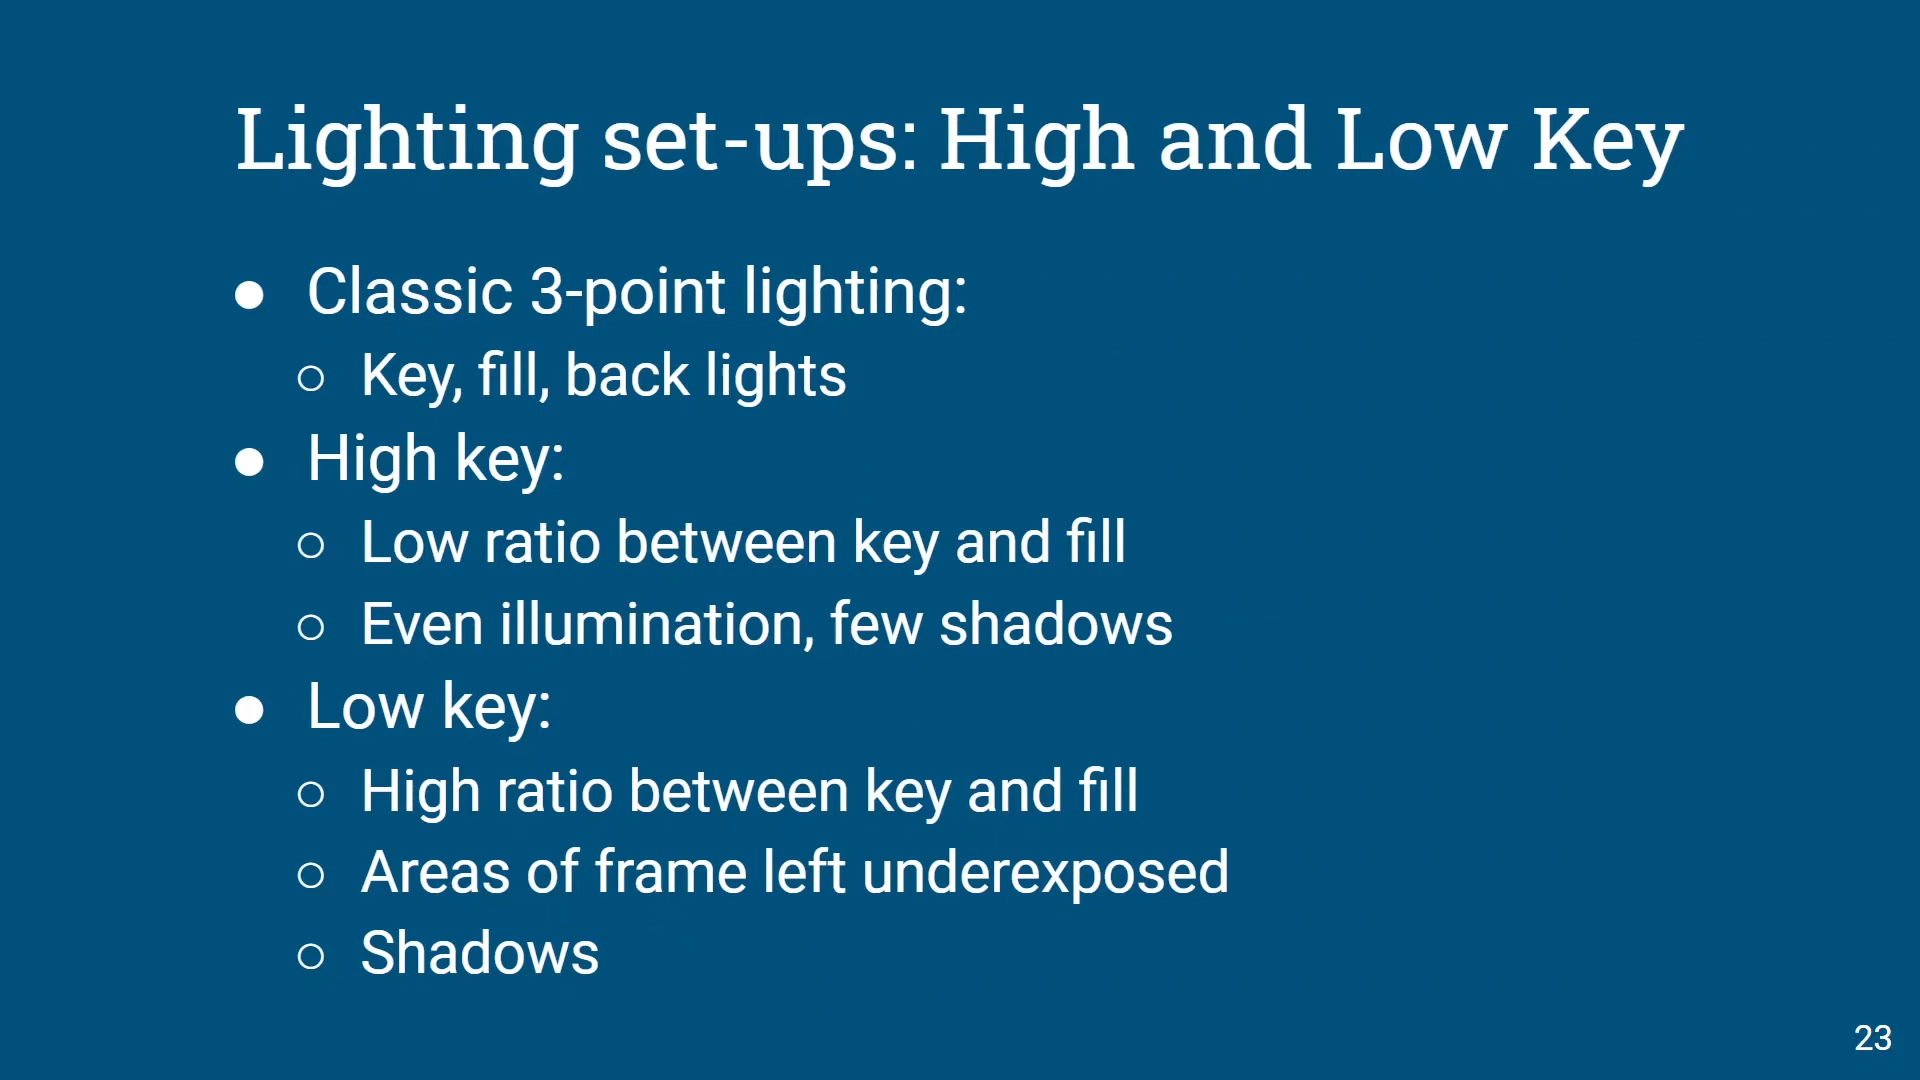 Lighting set-ups: High and Low Key
● Classic 3-point lighting:
○ Key, fill, back lights
● High key:
○ Low ratio between key and fill
○ Even illumination, few shadows
● Low key:
○ High ratio between key and fill
○ Areas of frame left underexposed
○ Shadows
23